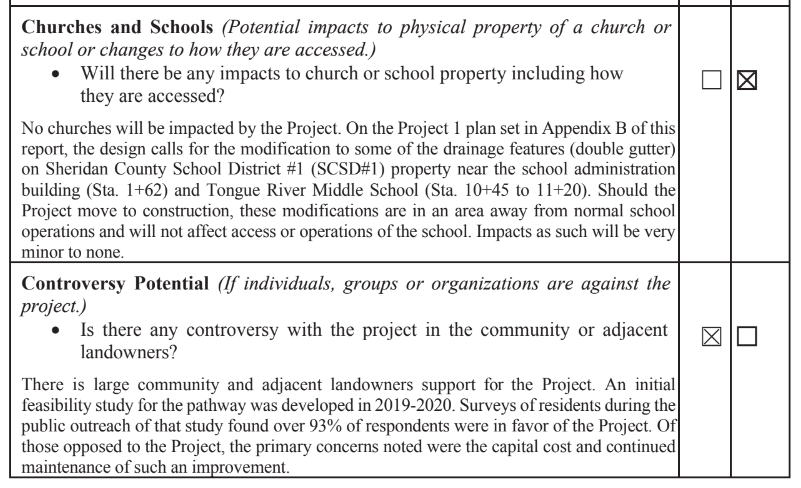 Churches and Schools (Potential impacts to physical property of a church or
school or changes to how they are accessed.)
• Will there be any impacts to church or school property including how
they are accessed?
☐ ☒
No churches will be impacted by the Project. On the Project 1 plan set in Appendix B of this
report, the design calls for the modification to some of the drainage features (double gutter)
on Sheridan County School District #1 (SCSD#1) property near the school administration
building (Sta. 1+62) and Tongue River Middle School (Sta. 10+45 to 11+20). Should the
Project move to construction, these modifications are in an area away from normal school
operations and will not affect access or operations of the school. Impacts as such will be very
minor to none.
Controversy Potential (If individuals, groups or organizations are against the
project.)
• Is there any controversy with the project in the community or adjacent
landowners?
☒ ☐
There is large community and adjacent landowners support for the Project. An initial
feasibility study for the pathway was developed in 2019-2020. Surveys of residents during the
public outreach of that study found over 93% of respondents were in favor of the Project. Of
those opposed to the Project, the primary concerns noted were the capital cost and continued
maintenance of such an improvement.